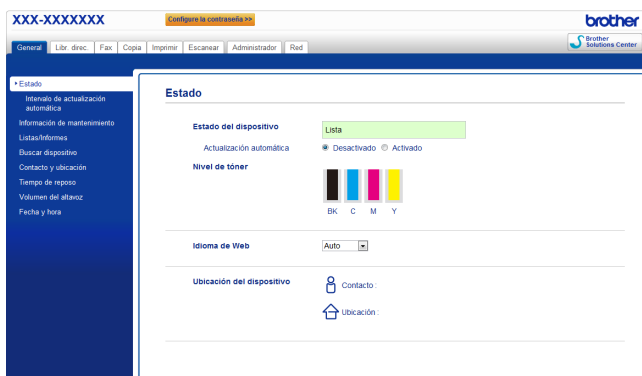 XXX-XXXXXXX
Configure la contraseña >>
brother
General Libr. direc. Fax Copia Imprimir Escanear Administrador Red
Brother
Solutions Center
Estado
Intervalo de actualización
automática
Información de mantenimiento
Listas/Informes
Buscar dispositivo
Contacto y ubicación
Tiempo de reposo
Volumen del altavoz
Fecha y hora
Estado
Estado del dispositivo Lista
Actualización automática Desactivado Activado
Nivel de tóner
BK C M Y
Idioma de Web Auto
Ubicación del dispositivo Contacto :
Ubicación :